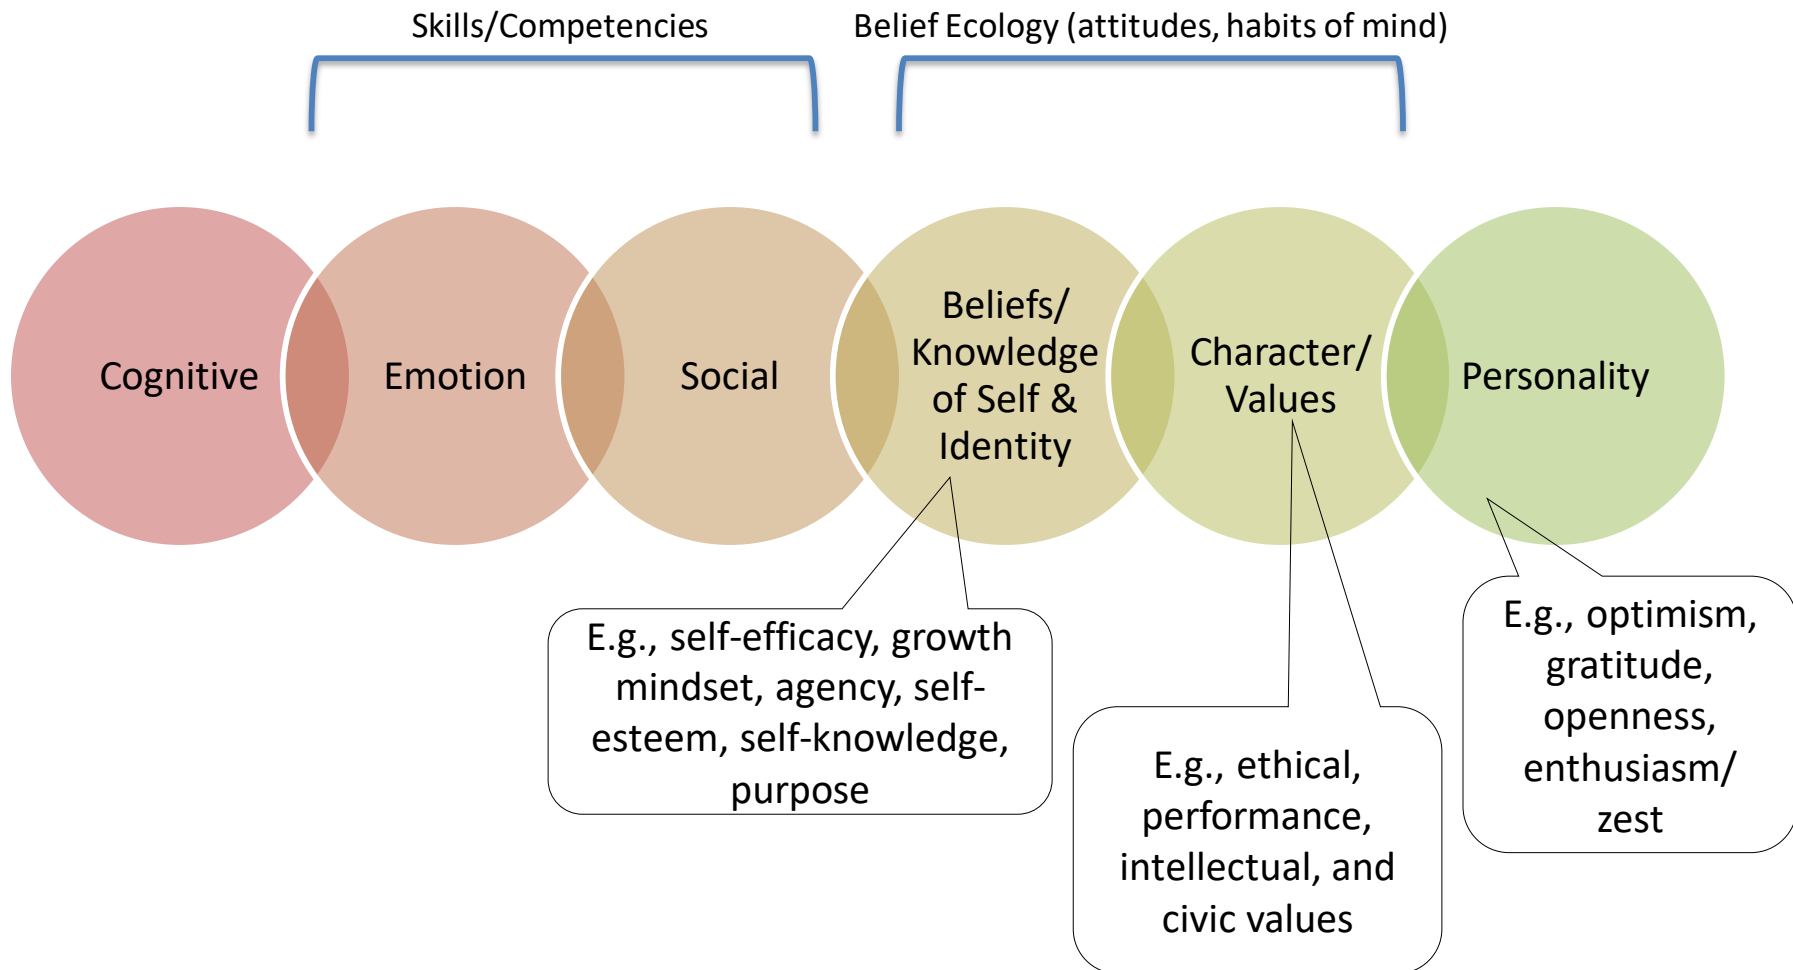 Skills/Competencies
Belief Ecology (attitudes, habits of mind)
Cognitive
Emotion
Social
Beliefs/
Knowledge
of Self &
Identity
Character/
Values
Personality
E.g., self-efficacy, growth
mindset, agency, self-
esteem, self-knowledge,
purpose
E.g., ethical,
performance,
intellectual, and
civic values
E.g., optimism,
gratitude,
openness,
enthusiasm/
zest